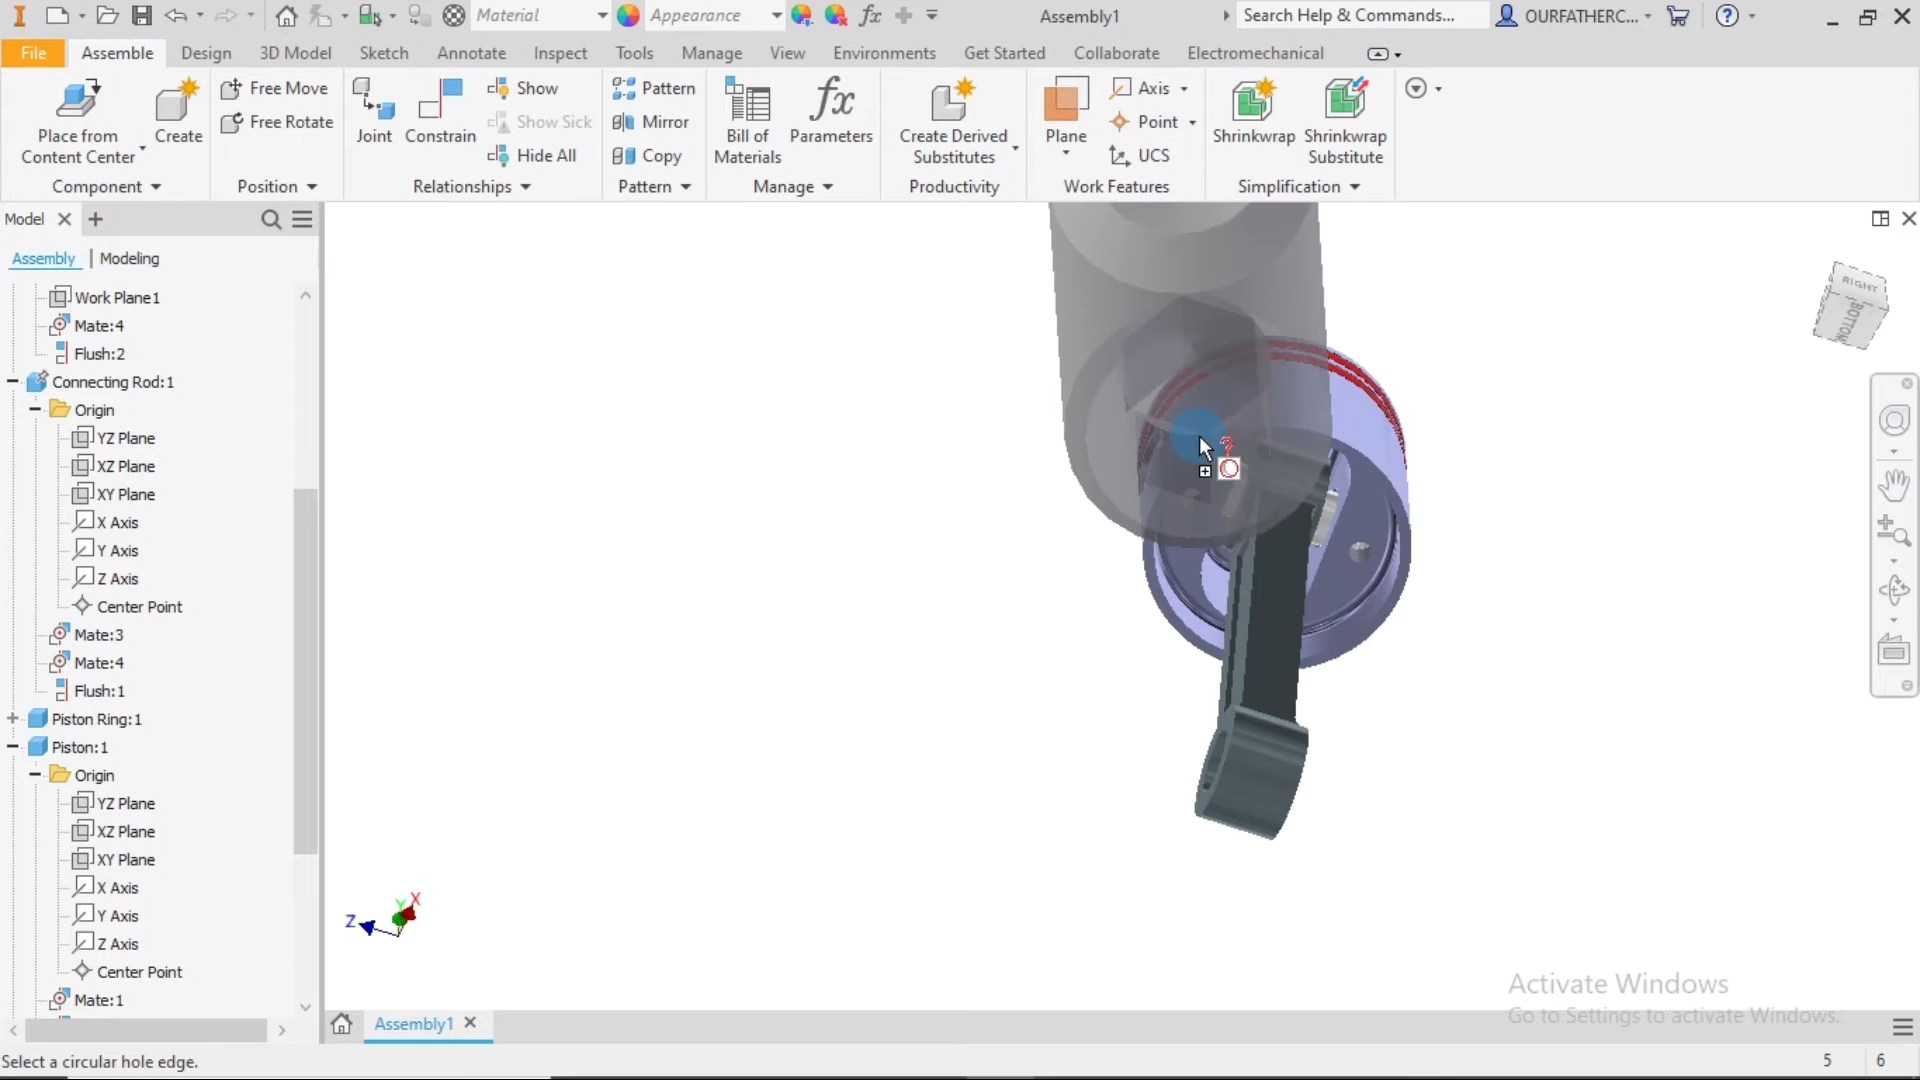 Material
Appearance
Assembly1
Search Help & Commands...
OURFATHERC...
File
Assemble
Design
3D Model
Sketch
Annotate
Inspect
Tools
Manage
View
Environments
Get Started
Collaborate
Electromechanical
Place from
Content Center
Create
Free Move
Free Rotate
Joint
Constrain
Show
Show Sick
Hide All
Pattern
Mirror
Copy
Bill of
Materials
Parameters
Create Derived
Substitutes
Plane
Axis
Point
UCS
Shrinkwrap
Shrinkwrap
Substitute
Component
Position
Relationships
Pattern
Manage
Productivity
Work Features
Simplification
Model
Assembly
Modeling
Work Plane1
Mate:4
Flush:2
Connecting Rod:1
Origin
YZ Plane
XZ Plane
XY Plane
X Axis
Y Axis
Z Axis
Center Point
Mate:3
Mate:4
Flush:1
Piston Ring:1
Piston:1
Origin
YZ Plane
XZ Plane
XY Plane
X Axis
Y Axis
Z Axis
Center Point
Mate:1
RIGHT
BOTTOM
X
Y
Z
Activate Windows
Go to Settings to activate Windows.
Assembly1
Select a circular hole edge.
5
6